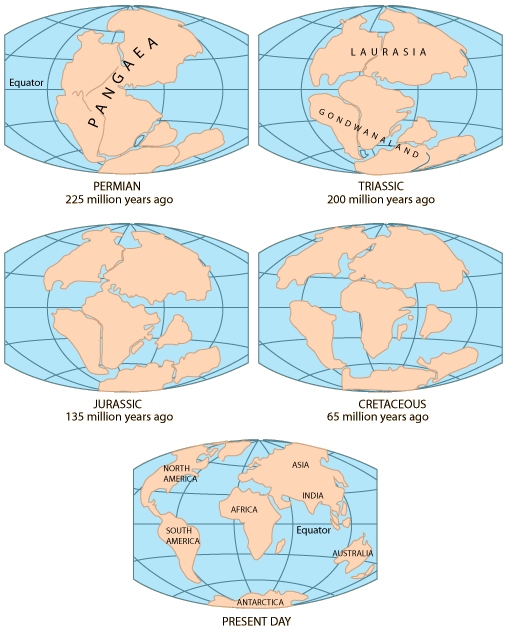 Equator
PANGAEA
PERMIAN
225 million years ago
LAURASIA
GONDWANALAND
TRIASSIC
200 million years ago
JURASSIC
135 million years ago
CRETACEOUS
65 million years ago
NORTH
AMERICA
ASIA
INDIA
AFRICA
SOUTH
AMERICA
Equator
AUSTRALIA
ANTARCTICA
PRESENT DAY